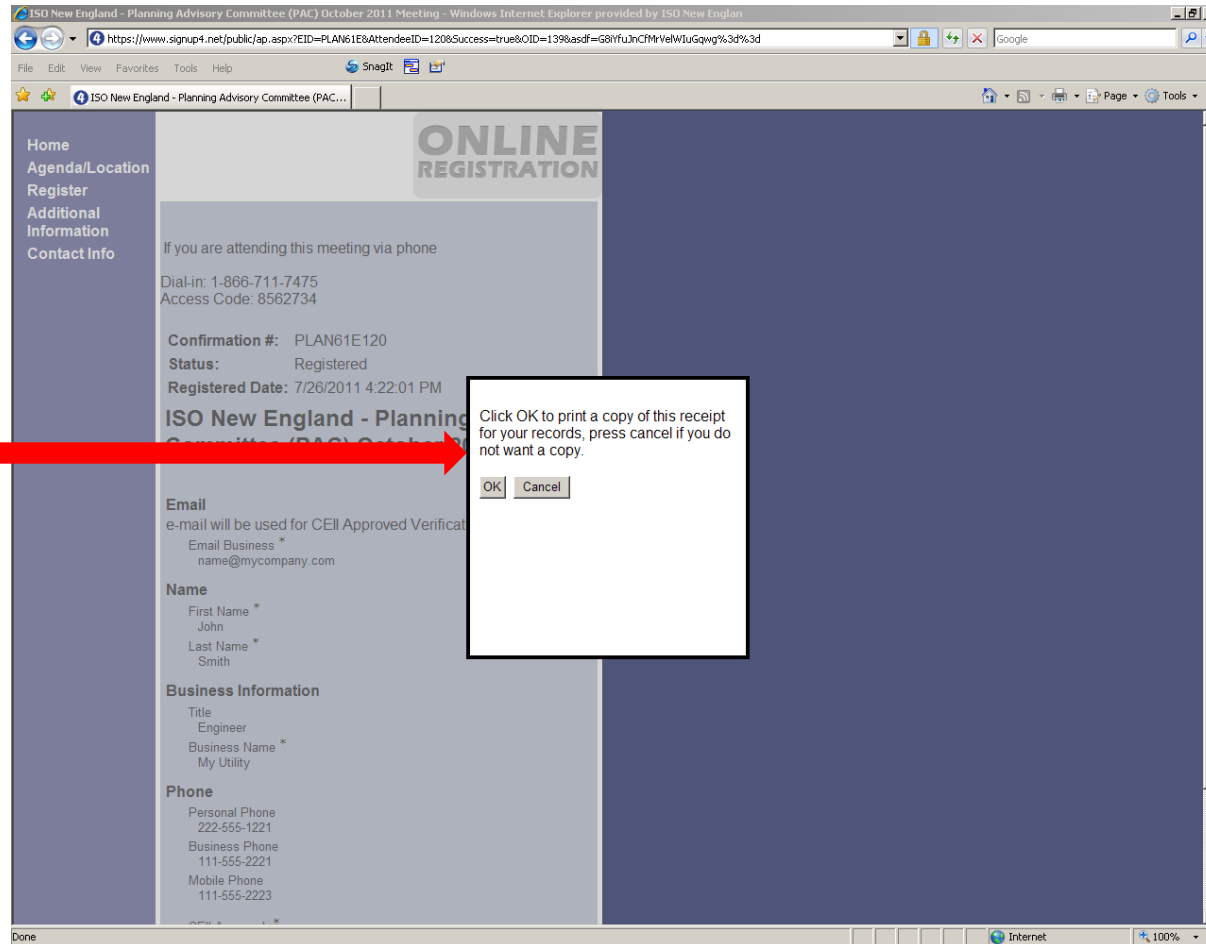 ISO New England - Planning Advisory Committee (PAC) October 2011 Meeting - Windows Internet Explorer provided by ISO New Englan
https://www.signup4.net/public/ap.aspx?EID=PLAN61E&AttendeeID=120&Success=true&OID=139&asdf=G8iYfuJnCfMrVelWIuGqwg%3d%3d
Google
File Edit View Favorites Tools Help
SnagIt
ISO New England - Planning Advisory Committee (PAC...
Page Tools
Home
Agenda/Location
Register
Additional
Information
Contact Info
ONLINE
REGISTRATION
If you are attending this meeting via phone
Dial-in: 1-866-711-7475
Access Code: 8562734
Confirmation #: PLAN61E120
Status: Registered
Registered Date: 7/26/2011 4:22:01 PM
ISO New England - Planning
Committee (PAC) October 20
Click OK to print a copy of this receipt
for your records, press cancel if you do
not want a copy.
OK Cancel
Email
e-mail will be used for CEII Approved Verificat
Email Business *
name@mycompany.com
Name
First Name *
John
Last Name *
Smith
Business Information
Title
Engineer
Business Name *
My Utility
Phone
Personal Phone
222-555-1221
Business Phone
111-555-2221
Mobile Phone
111-555-2223
Done
Internet
100%